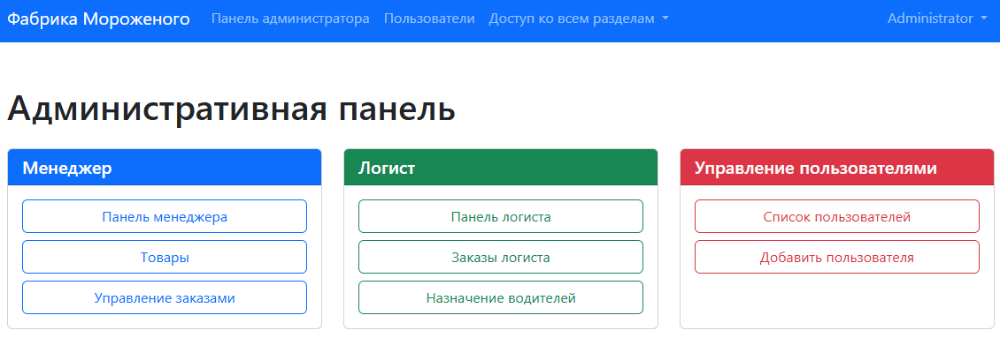 Фабрика Мороженого Панель администратора Пользователи Доступ ко всем разделам Administrator
Административная панель
Менеджер
Панель менеджера
Товары
Управление заказами
Логист
Панель логиста
Заказы логиста
Назначение водителей
Управление пользователями
Список пользователей
Добавить пользователя